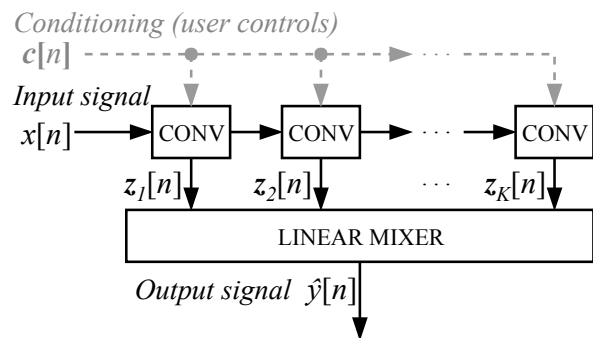 Conditioning (user controls)
c[n]
Input signal
x[n]
CONV
CONV
...
CONV
z1[n]
z2[n]
...
zK[n]
LINEAR MIXER
Output signal ŷ[n]